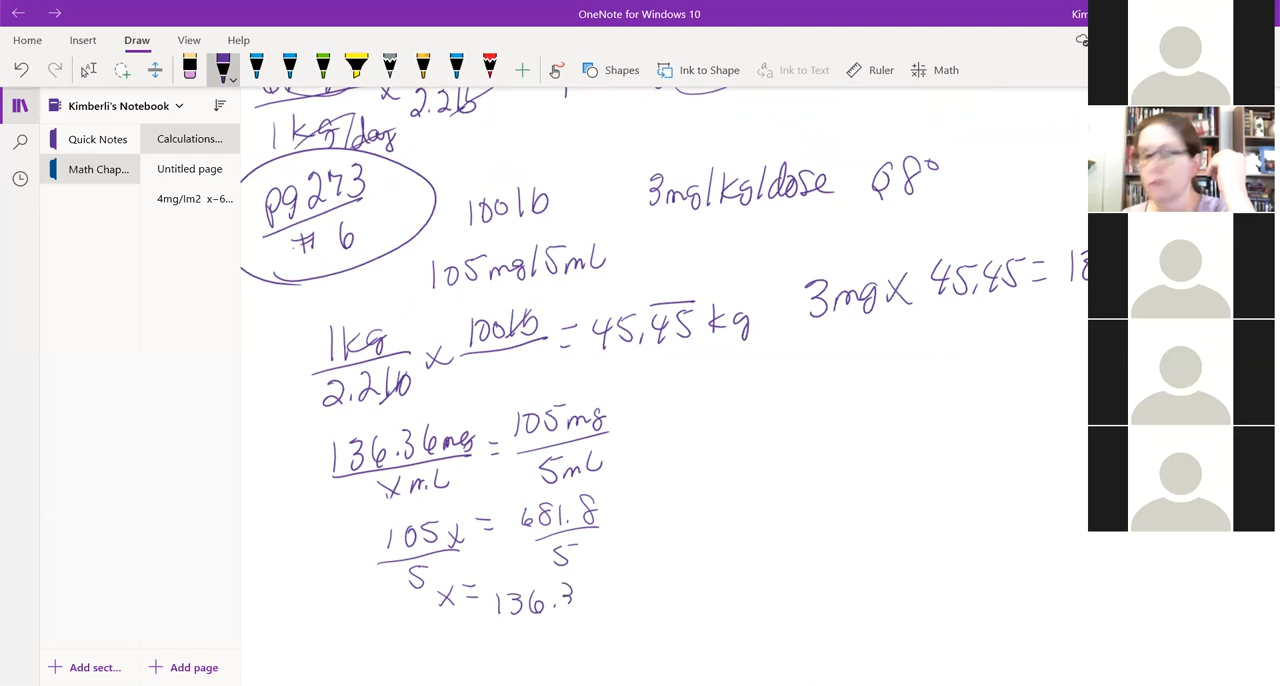 OneNote for Windows 10
Kim
Home Insert Draw View Help
Shapes Ink to Shape Ink to Text Ruler Math
Kimberli's Notebook
Quick Notes
Math Chap...
Calculations...
Untitled page
4mg/lm2 x-6...
x 2.2lb
1kg/day
pg 273
# 6
100lb
3mg/kg/dose q8°
105mg/5mL
1kg
2.2lb
x 100lb = 45.45 kg
3mg x 45.45 = 13
136.36mg = 105mg
x mL 5mL
105x = 681.8
5 5
x = 136.3
Add sect...
Add page